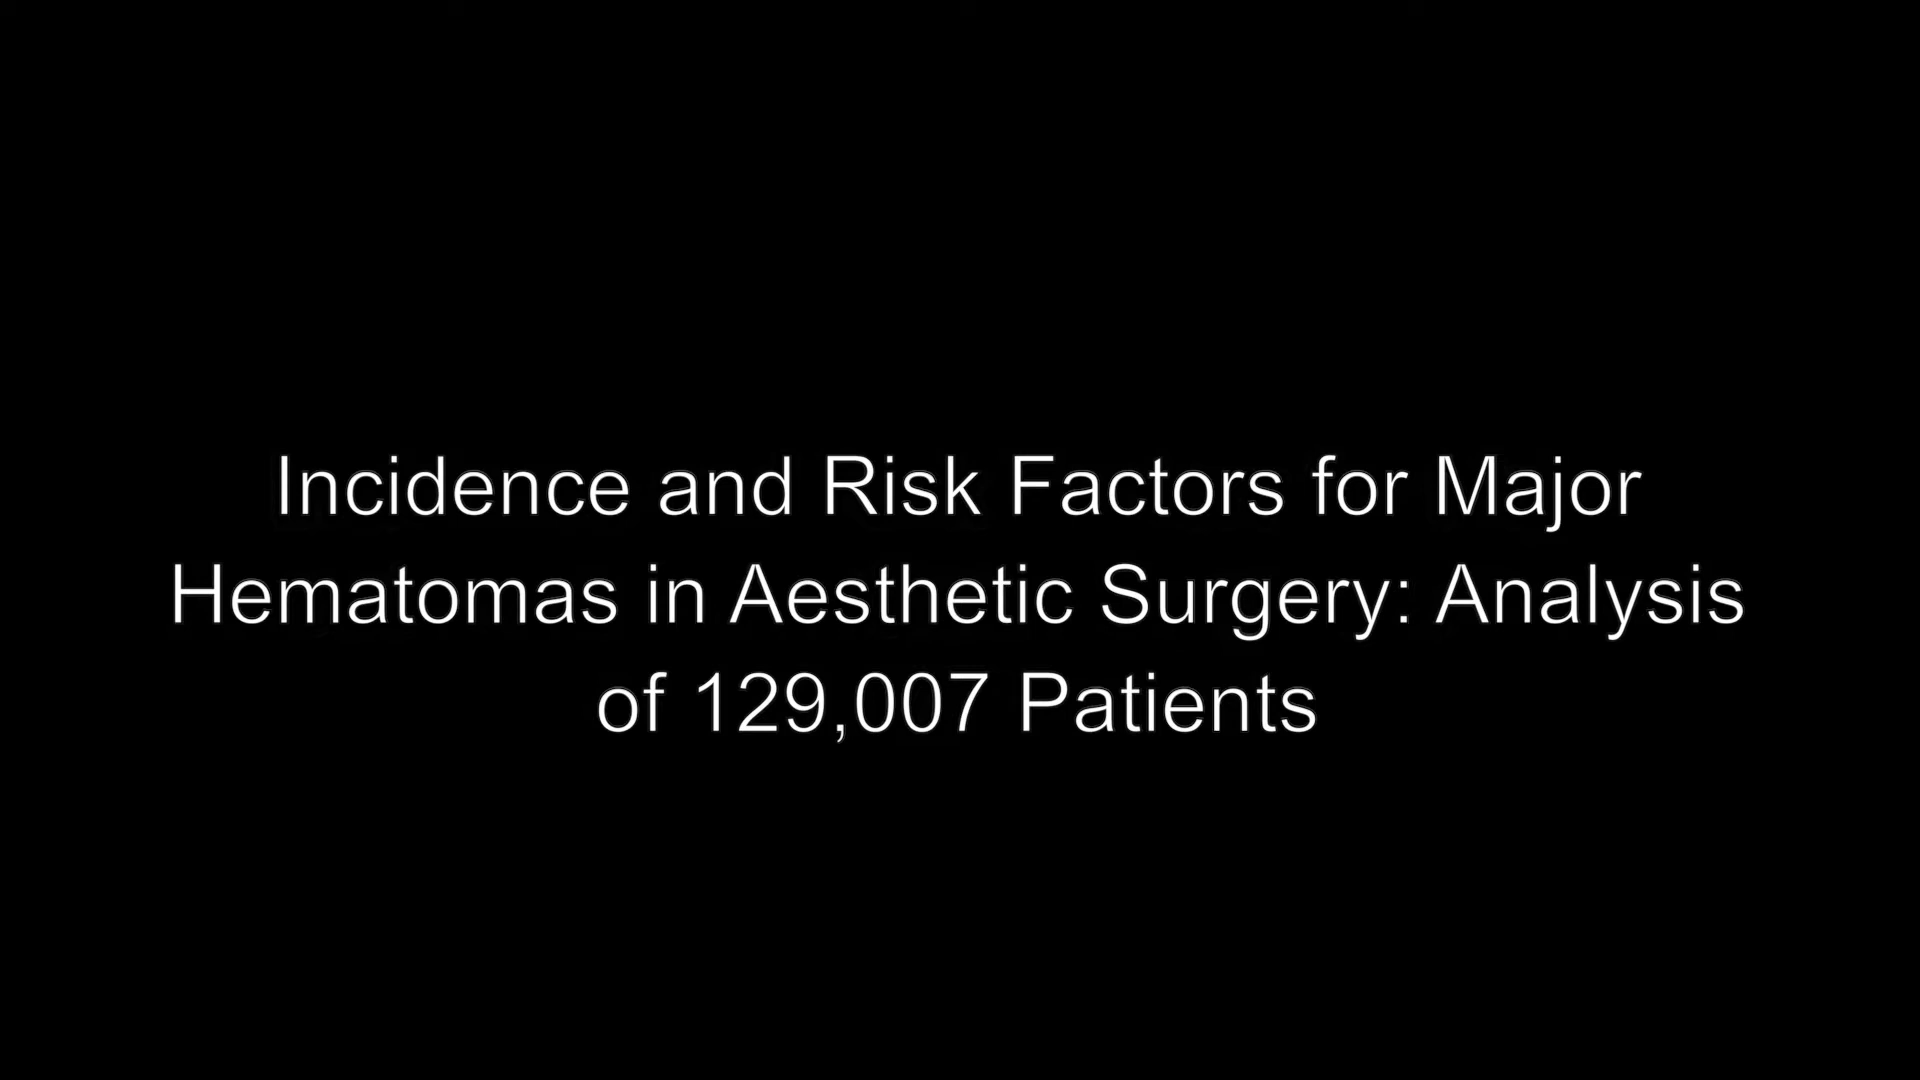 Incidence and Risk Factors for Major
Hematomas in Aesthetic Surgery: Analysis
of 129,007 Patients